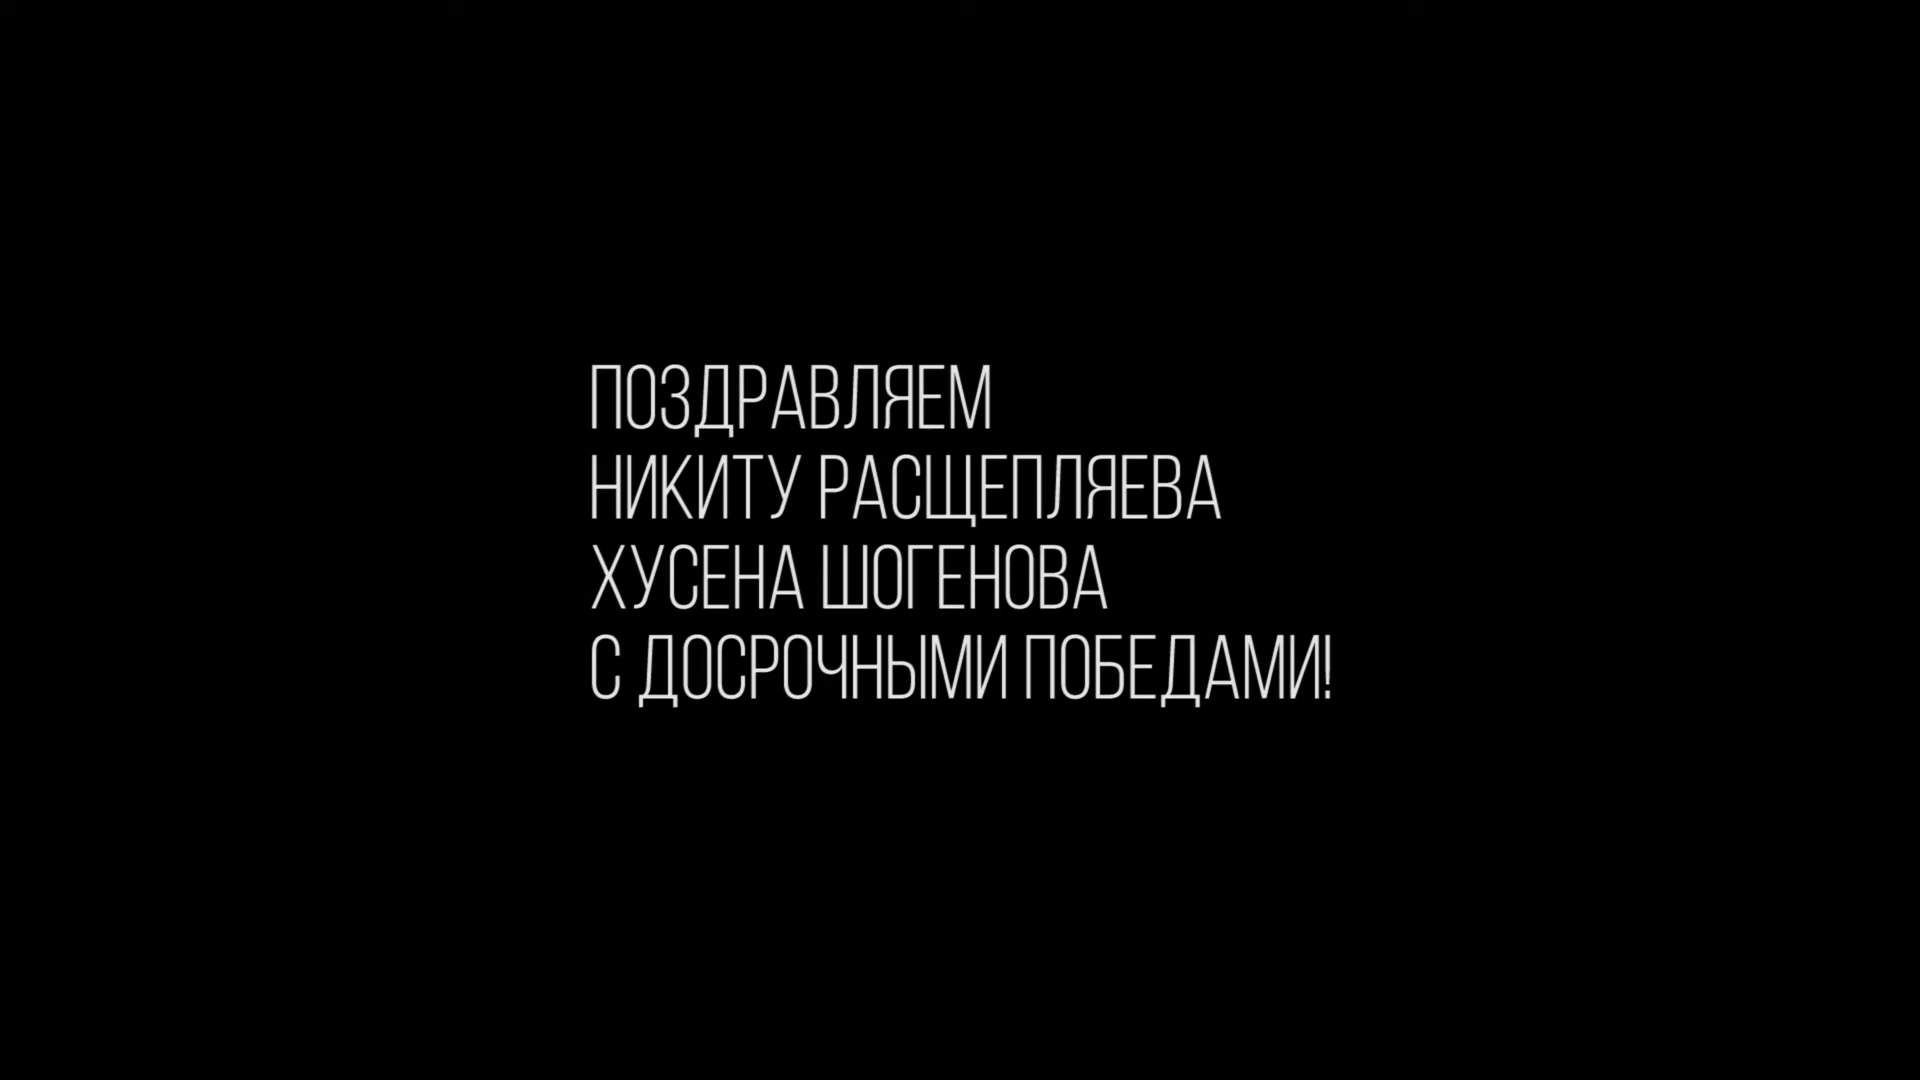 ПОЗДРАВЛЯЕМ
НИКИТУ РАСЩЕПЛЯЕВА
ХУСЕНА ШОГЕНОВА
С ДОСРОЧНЫМИ ПОБЕДАМИ!